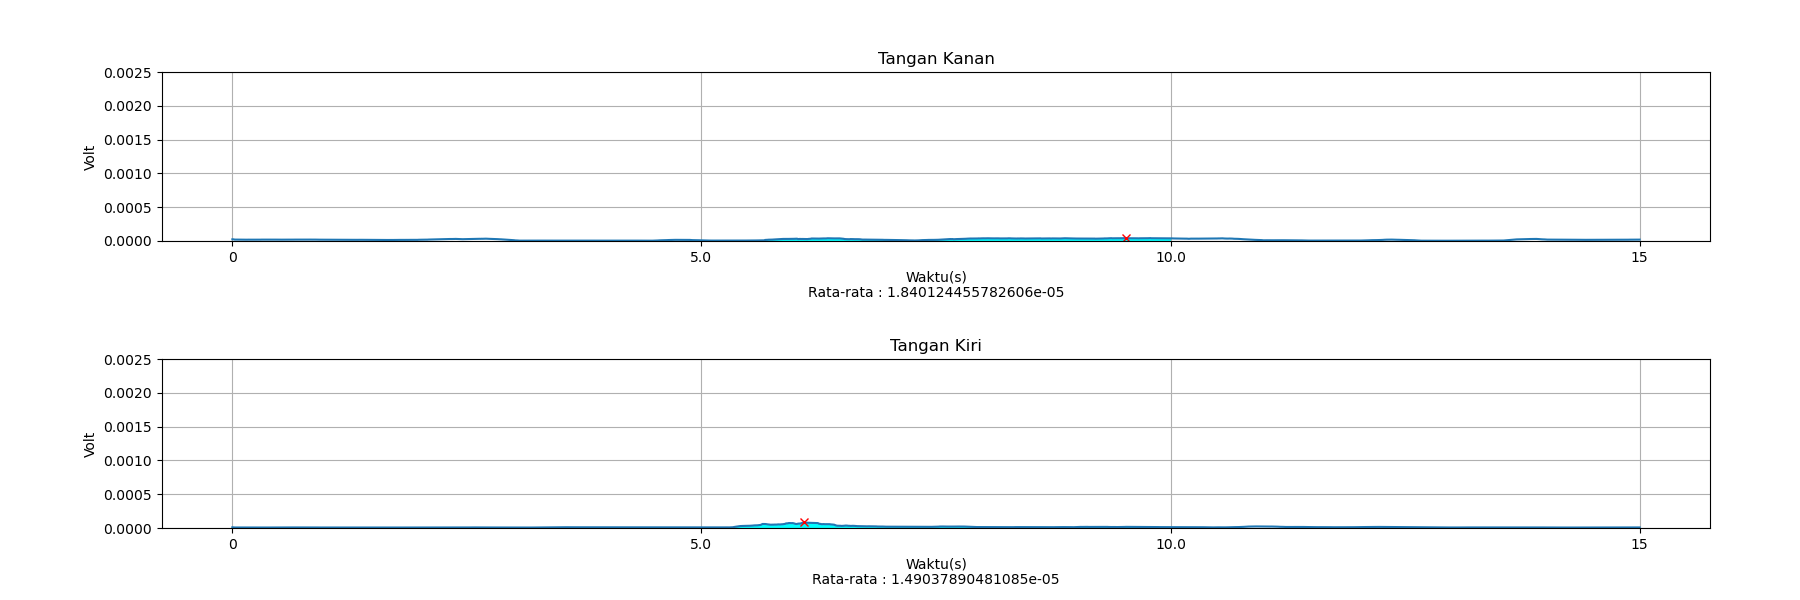 Tangan Kanan
0.0025
0.0020
0.0015
0.0010
0.0005
0.0000
Volt
0 5.0 10.0 15
Waktu(s)
Rata-rata : 1.840124455782606e-05
Tangan Kiri
0.0025
0.0020
0.0015
0.0010
0.0005
0.0000
Volt
0 5.0 10.0 15
Waktu(s)
Rata-rata : 1.49037890481085e-05